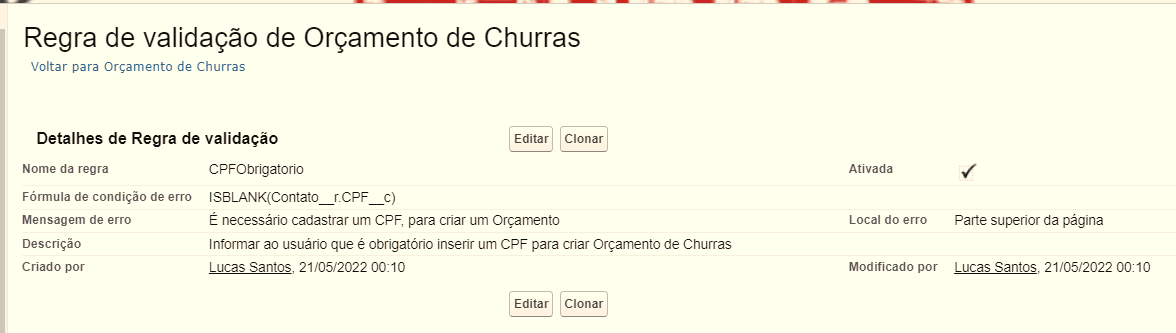 Regra de validação de Orçamento de Churras
Voltar para Orçamento de Churras
Detalhes de Regra de validação Editar Clonar
Nome da regra CPFObrigatorio Ativada
Fórmula de condição de erro ISBLANK(Contato__r.CPF__c)
Mensagem de erro É necessário cadastrar um CPF, para criar um Orçamento Local do erro Parte superior da página
Descrição Informar ao usuário que é obrigatório inserir um CPF para criar Orçamento de Churras
Criado por Lucas Santos, 21/05/2022 00:10 Modificado por Lucas Santos, 21/05/2022 00:10
Editar Clonar